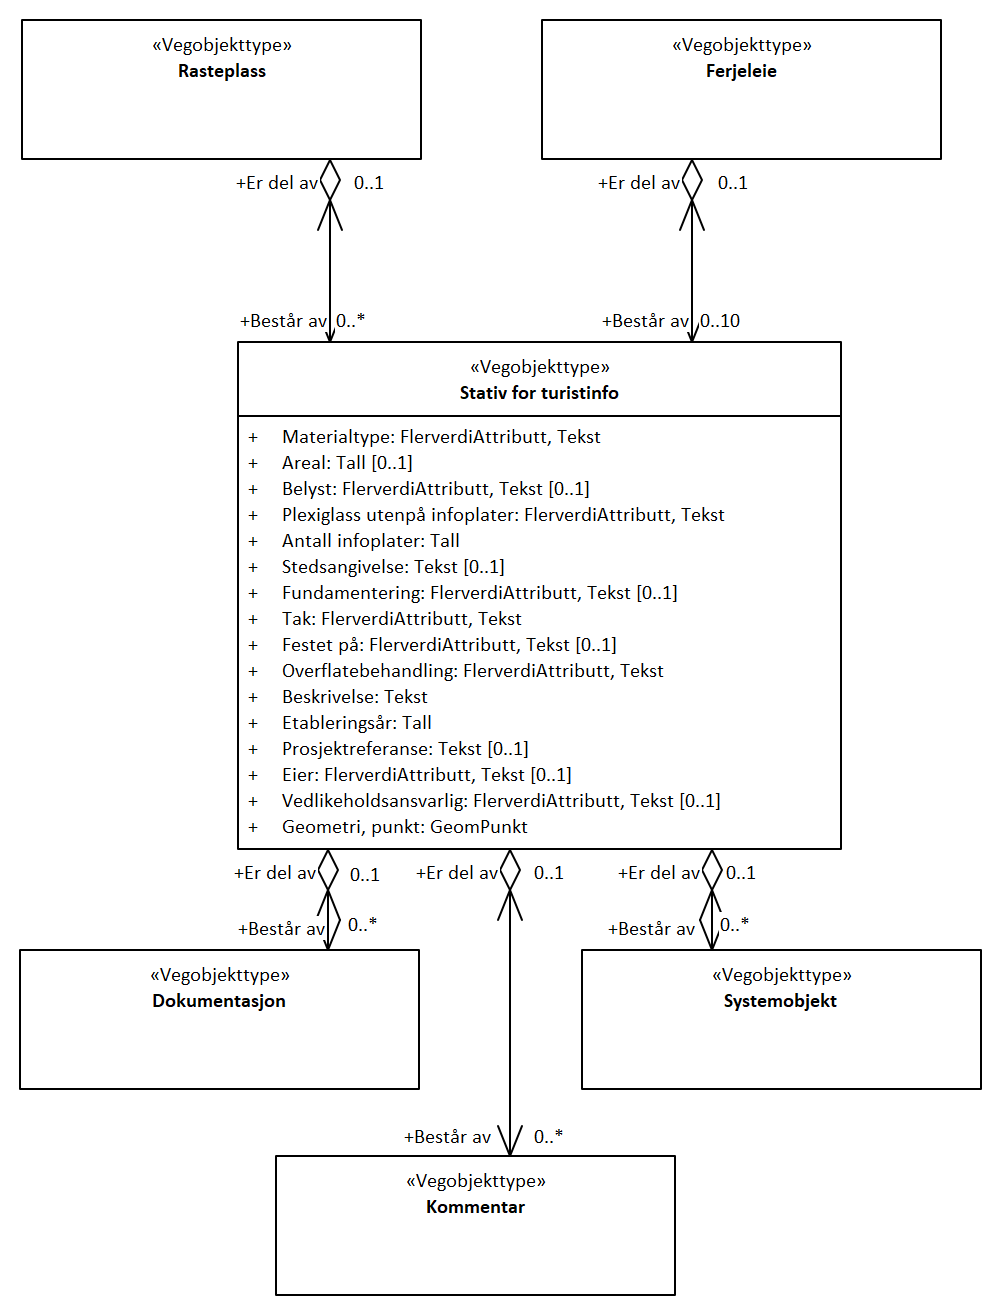 «Vegobjekttype»
Rasteplass
«Vegobjekttype»
Ferjeleie
+Er del av 0..1
+Er del av 0..1
+Består av 0..*
+Består av 0..10
«Vegobjekttype»
Stativ for turistinfo
+ Materialtype: FlerverdiAttributt, Tekst
+ Areal: Tall [0..1]
+ Belyst: FlerverdiAttributt, Tekst [0..1]
+ Plexiglass utenpå infoplater: FlerverdiAttributt, Tekst
+ Antall infoplater: Tall
+ Stedsangivelse: Tekst [0..1]
+ Fundamentering: FlerverdiAttributt, Tekst [0..1]
+ Tak: FlerverdiAttributt, Tekst
+ Festet på: FlerverdiAttributt, Tekst [0..1]
+ Overflatebehandling: FlerverdiAttributt, Tekst
+ Beskrivelse: Tekst
+ Etableringsår: Tall
+ Prosjektreferanse: Tekst [0..1]
+ Eier: FlerverdiAttributt, Tekst [0..1]
+ Vedlikeholdsansvarlig: FlerverdiAttributt, Tekst [0..1]
+ Geometri, punkt: GeomPunkt
+Er del av 0..1
+Er del av 0..1
+Er del av 0..1
+Består av 0..*
+Består av 0..*
«Vegobjekttype»
Dokumentasjon
«Vegobjekttype»
Systemobjekt
+Består av 0..*
«Vegobjekttype»
Kommentar